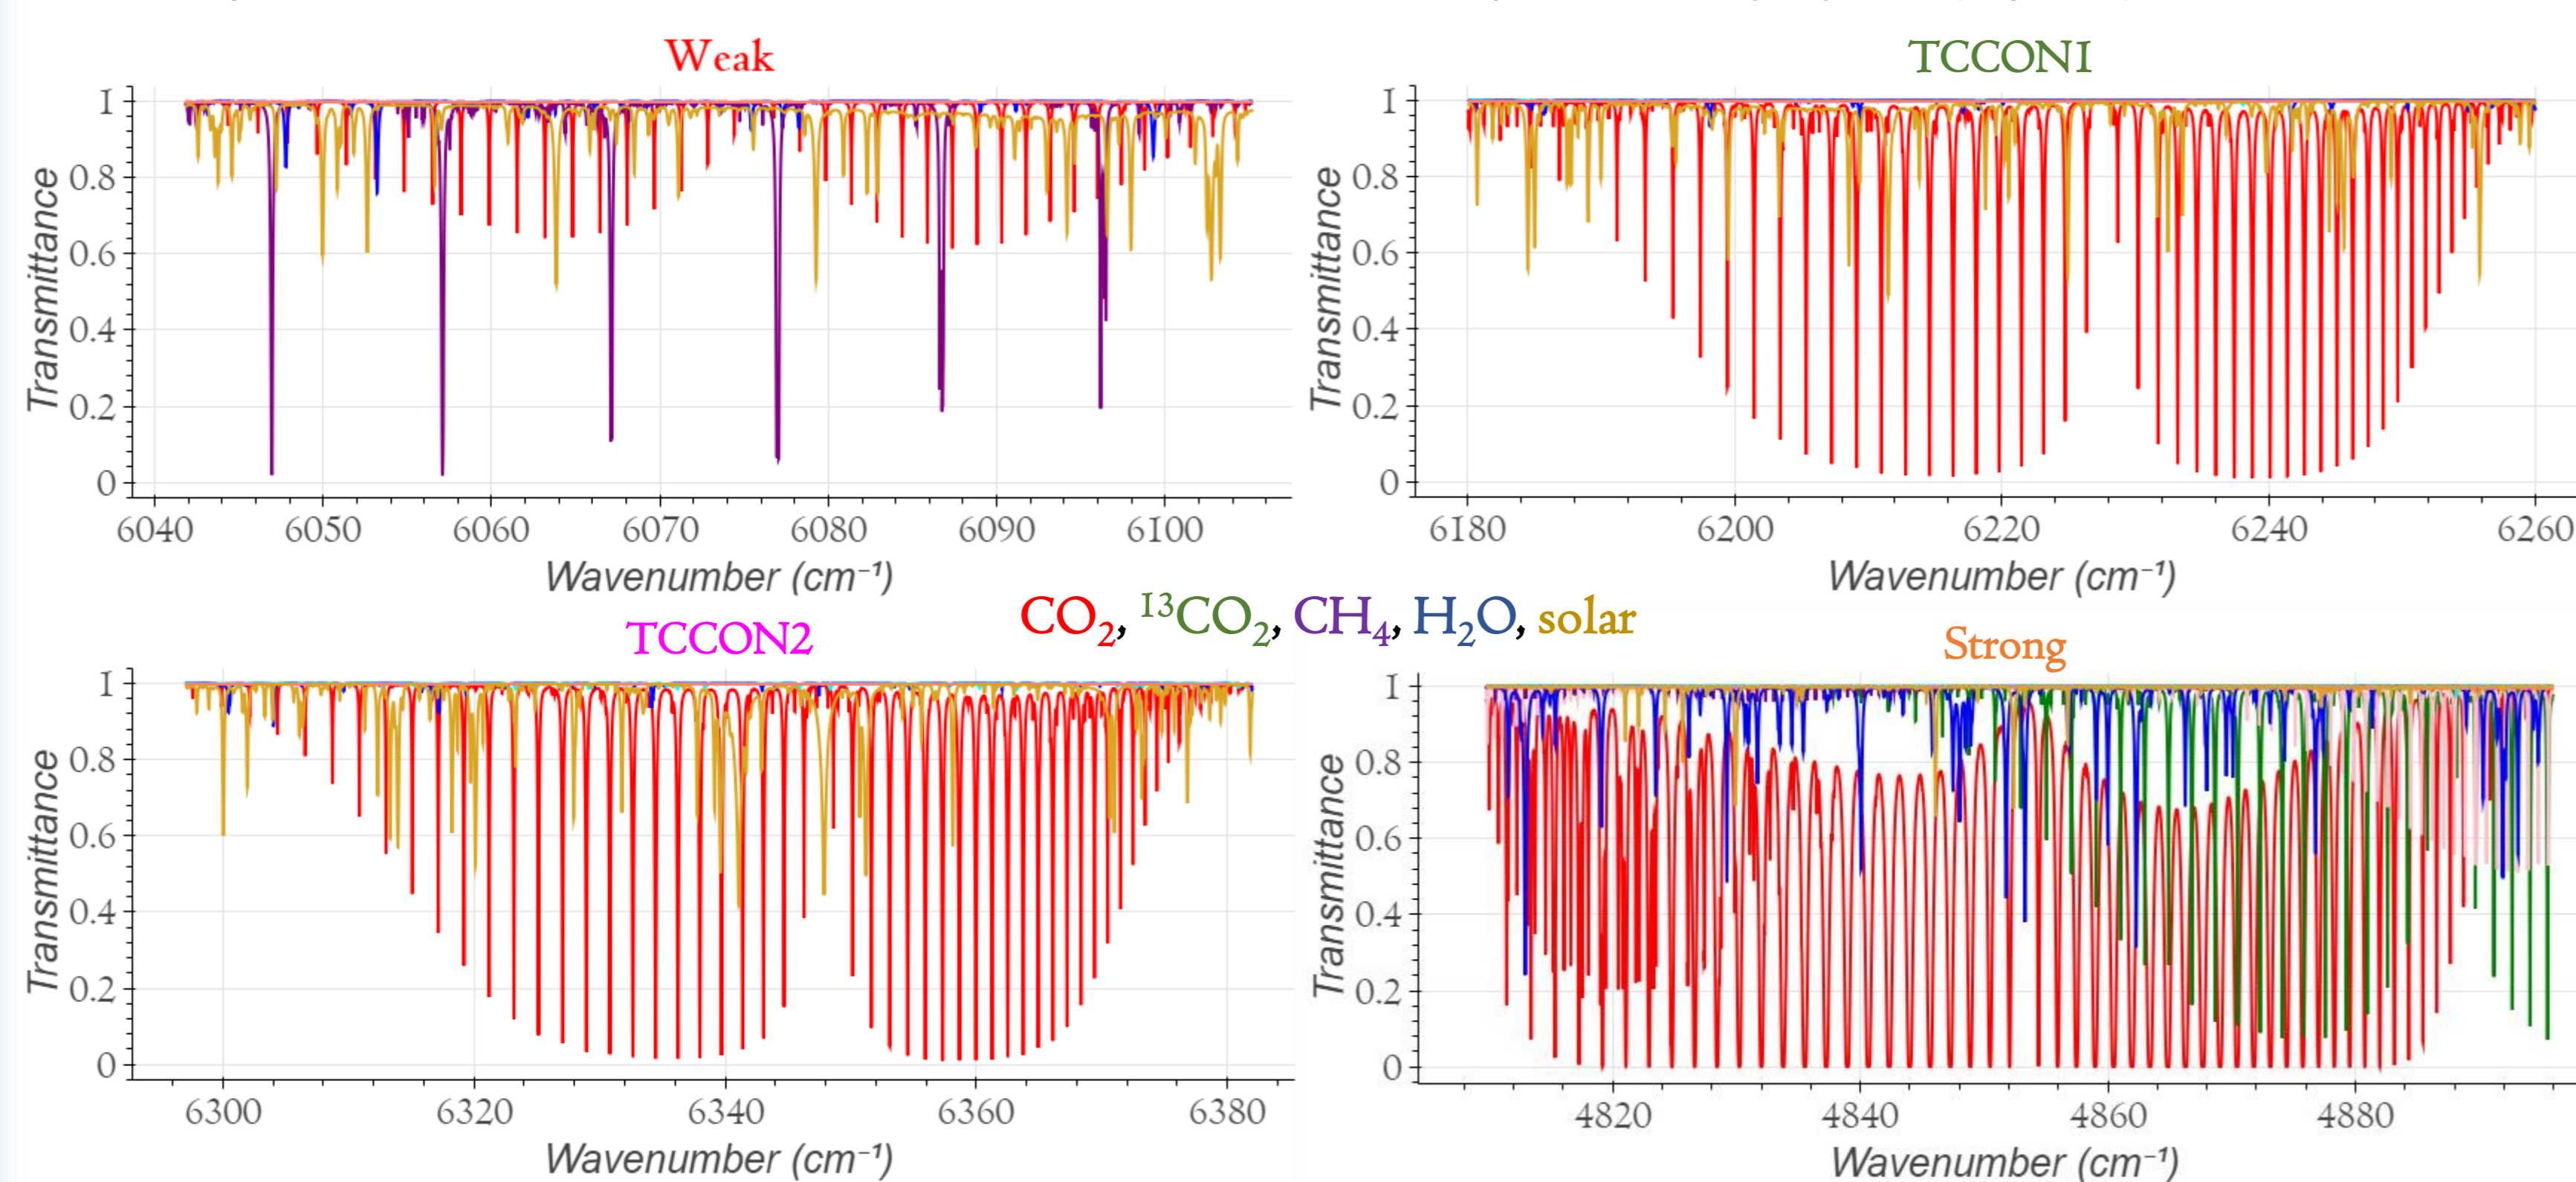 Weak
TCCON1
1
0.8
0.6
0.4
0.2
0
Transmittance
6040 6050 6060 6070 6080 6090 6100
Wavenumber (cm⁻¹)
1
0.8
0.6
0.4
0.2
0
Transmittance
6180 6200 6220 6240 6260
Wavenumber (cm⁻¹)
CO₂, ¹³CO₂, CH₄, H₂O, solar
TCCON2
Strong
1
0.8
0.6
0.4
0.2
0
Transmittance
6300 6320 6340 6360 6380
Wavenumber (cm⁻¹)
1
0.8
0.6
0.4
0.2
0
Transmittance
4820 4840 4860 4880
Wavenumber (cm⁻¹)